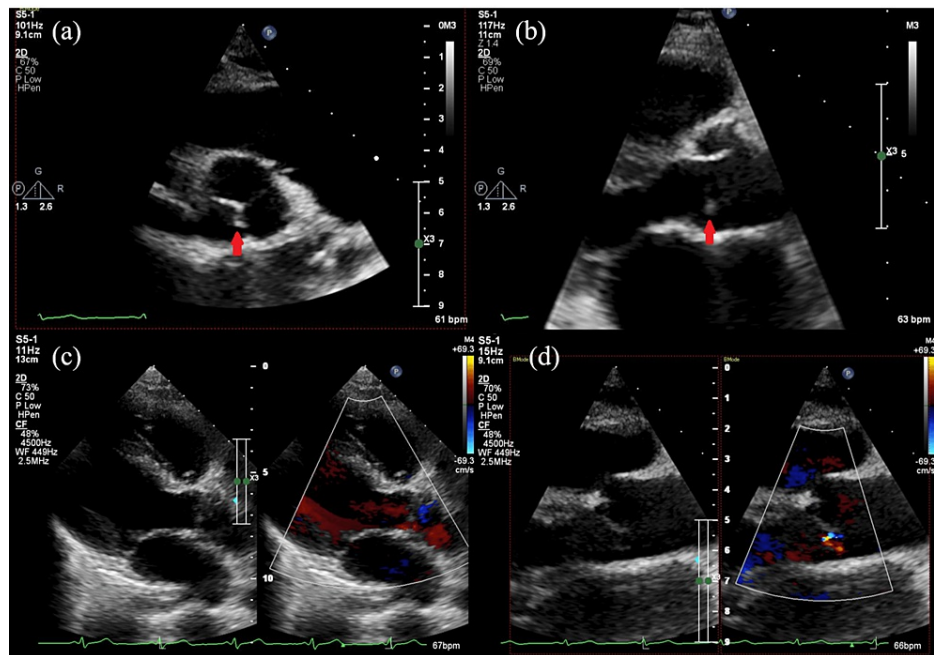 S5-1
101Hz
9.1cm
2D
67%
C 50
P Low
HPen
(a)
P
0 M3
1
2
3
4
5
6
X3
7
8
9
G
P R
1.3 2.6
61 bpm
S5-1
117Hz
11cm
Z 1.4
2D
69%
C 50
P Low
HPen
(b)
P
M3
X3
5
G
P R
1.3 2.6
63 bpm
S5-1
11Hz
13cm
2D
73%
C 50
P Low
HPen
CF
48%
4500Hz
WF 449Hz
2.5MHz
(c)
P
0
5
X3
10
M4
+69.3
-69.3
cm/s
67bpm
S5-1
15Hz
9.1cm
2D
70%
C 50
P Low
HPen
CF
48%
4500Hz
WF 449Hz
2.5MHz
BMode
(d)
BMode
P
0
1
2
3
4
5
6
7
X3
8
9
M4
+69.3
-69.3
cm/s
66bpm